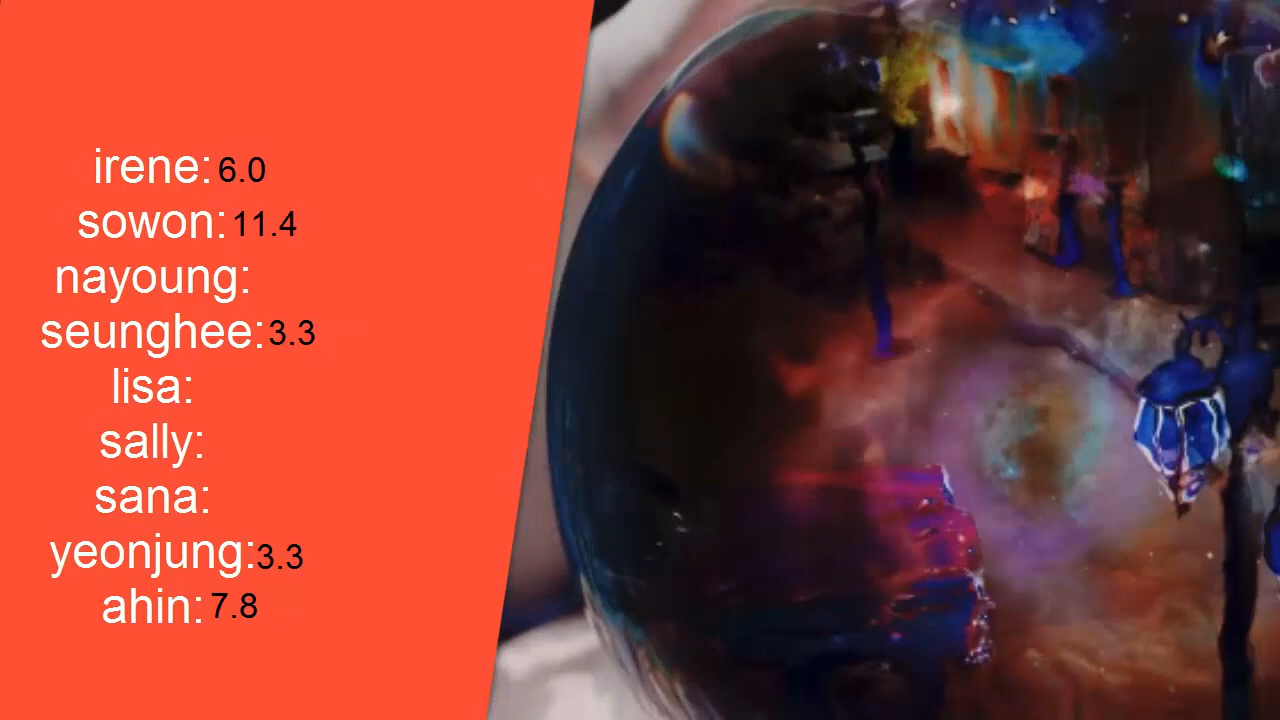 irene: 6.0
sowon: 11.4
nayoung:
seunghee: 3.3
lisa:
sally:
sana:
yeonjung: 3.3
ahin: 7.8